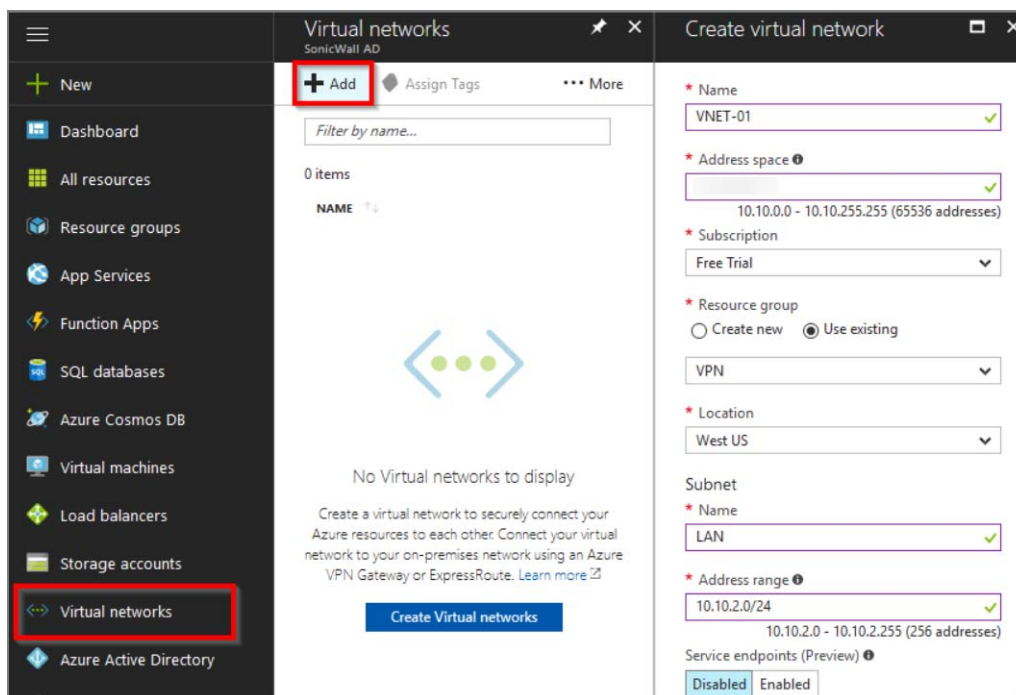 New
Dashboard
All resources
Resource groups
App Services
Function Apps
SQL databases
Azure Cosmos DB
Virtual machines
Load balancers
Storage accounts
Virtual networks
Azure Active Directory
Virtual networks
SonicWall AD
Add
Assign Tags
More
Filter by name...
0 items
NAME
No Virtual networks to display
Create a virtual network to securely connect your
Azure resources to each other. Connect your virtual
network to your on-premises network using an Azure
VPN Gateway or ExpressRoute. Learn more
Create Virtual networks
Create virtual network
* Name
VNET-01
* Address space
10.10.0.0 - 10.10.255.255 (65536 addresses)
* Subscription
Free Trial
* Resource group
Create new Use existing
VPN
* Location
West US
Subnet
* Name
LAN
* Address range
10.10.2.0/24
10.10.2.0 - 10.10.2.255 (256 addresses)
Service endpoints (Preview)
Disabled Enabled